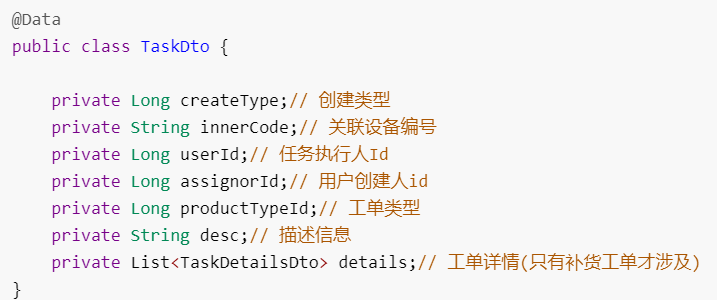 @Data
public class TaskDto {
private Long createType;// 创建类型
private String innerCode;// 关联设备编号
private Long userId;// 任务执行人Id
private Long assignorId;// 用户创建人id
private Long productTypeId;// 工单类型
private String desc;// 描述信息
private List<TaskDetailsDto> details;// 工单详情(只有补货工单才涉及)
}